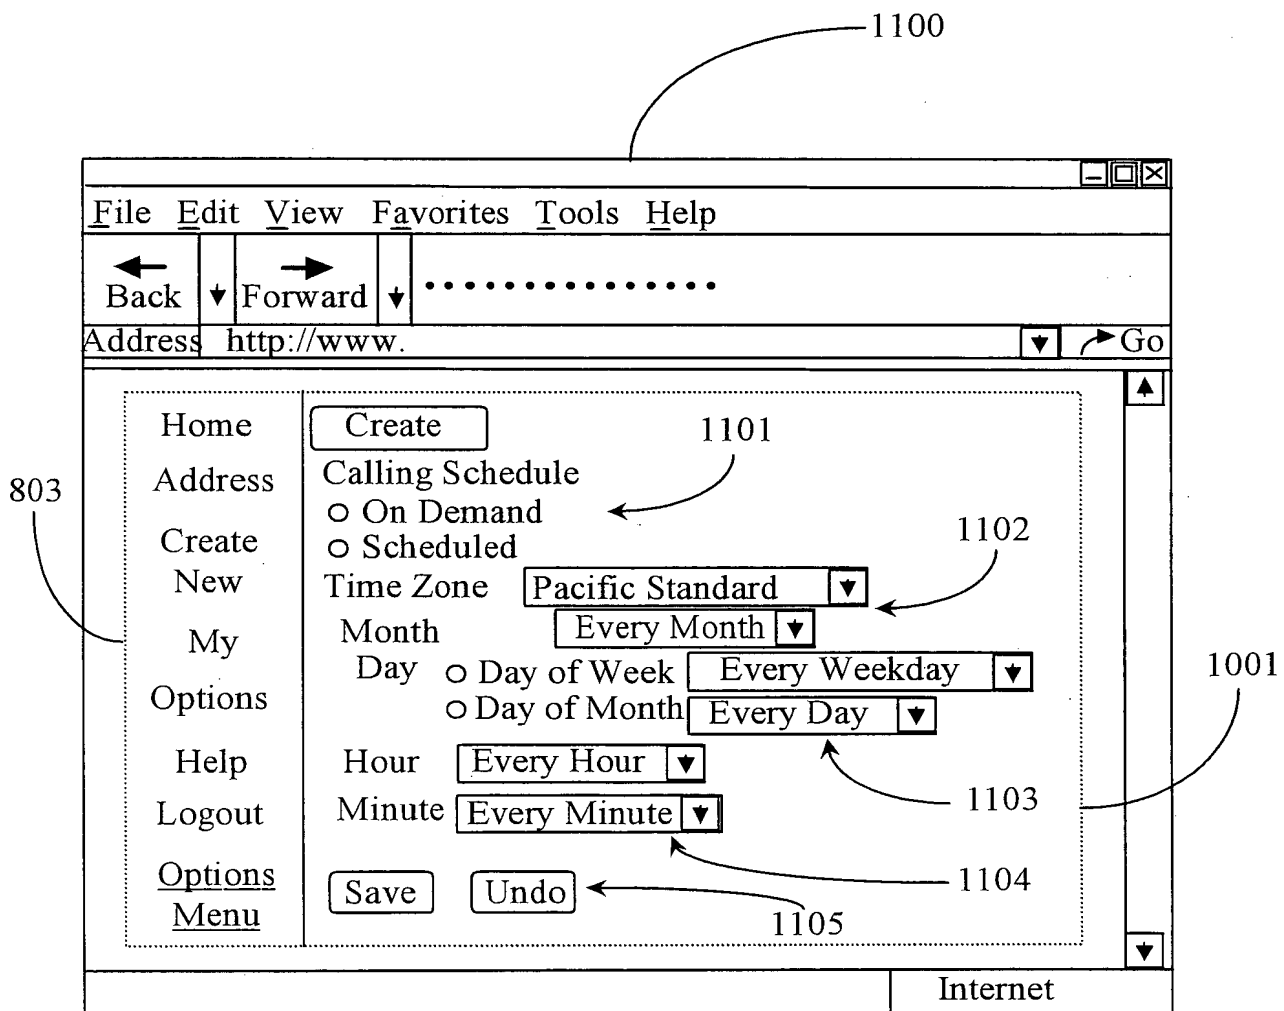 1100
File Edit View Favorites Tools Help
Back Forward
Address http://www. Go
Home
Address
Create
New
My
Options
Help
Logout
Options
Menu
Create
Calling Schedule
On Demand
Scheduled
Time Zone Pacific Standard
Month Every Month
Day Day of Week Every Weekday
Day of Month Every Day
Hour Every Hour
Minute Every Minute
Save Undo
803
1101
1102
1001
1103
1104
1105
Internet